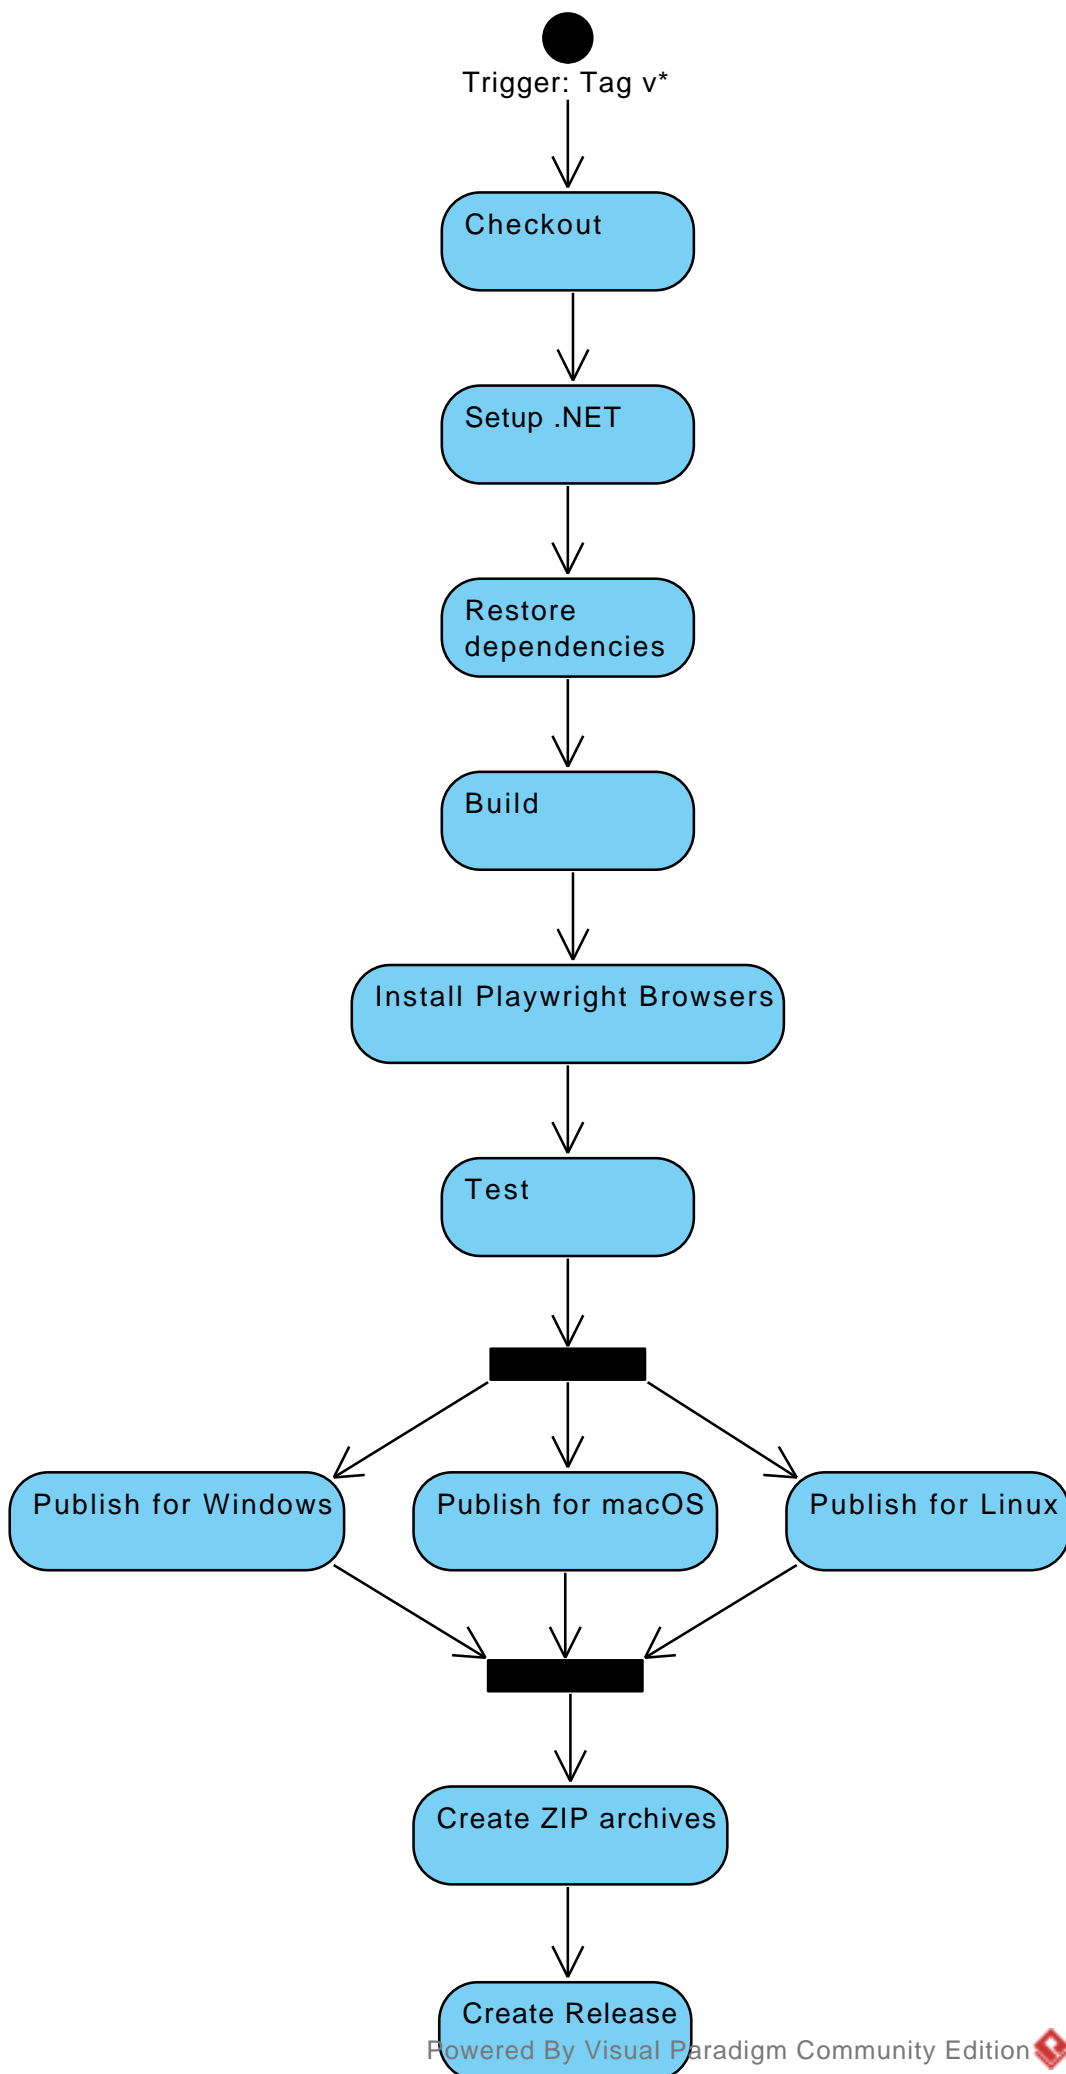 Trigger: Tag v*
Checkout
Setup .NET
Restore
dependencies
Build
Install Playwright Browsers
Test
Publish for Windows
Publish for macOS
Publish for Linux
Create ZIP archives
Create Release
Powered By Visual Paradigm Community Edition